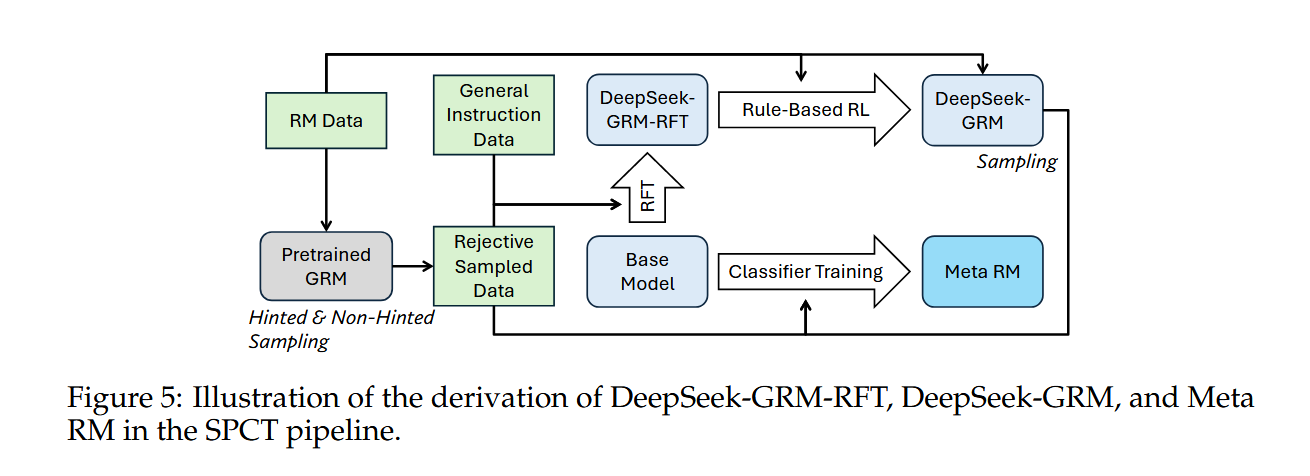 RM Data
General
Instruction
Data
DeepSeek-
GRM-RFT
Rule-Based RL
DeepSeek-
GRM
Sampling
RFT
Pretrained
GRM
Hinted & Non-Hinted
Sampling
Rejective
Sampled
Data
Base
Model
Classifier Training
Meta RM
Figure 5: Illustration of the derivation of DeepSeek-GRM-RFT, DeepSeek-GRM, and Meta
RM in the SPCT pipeline.